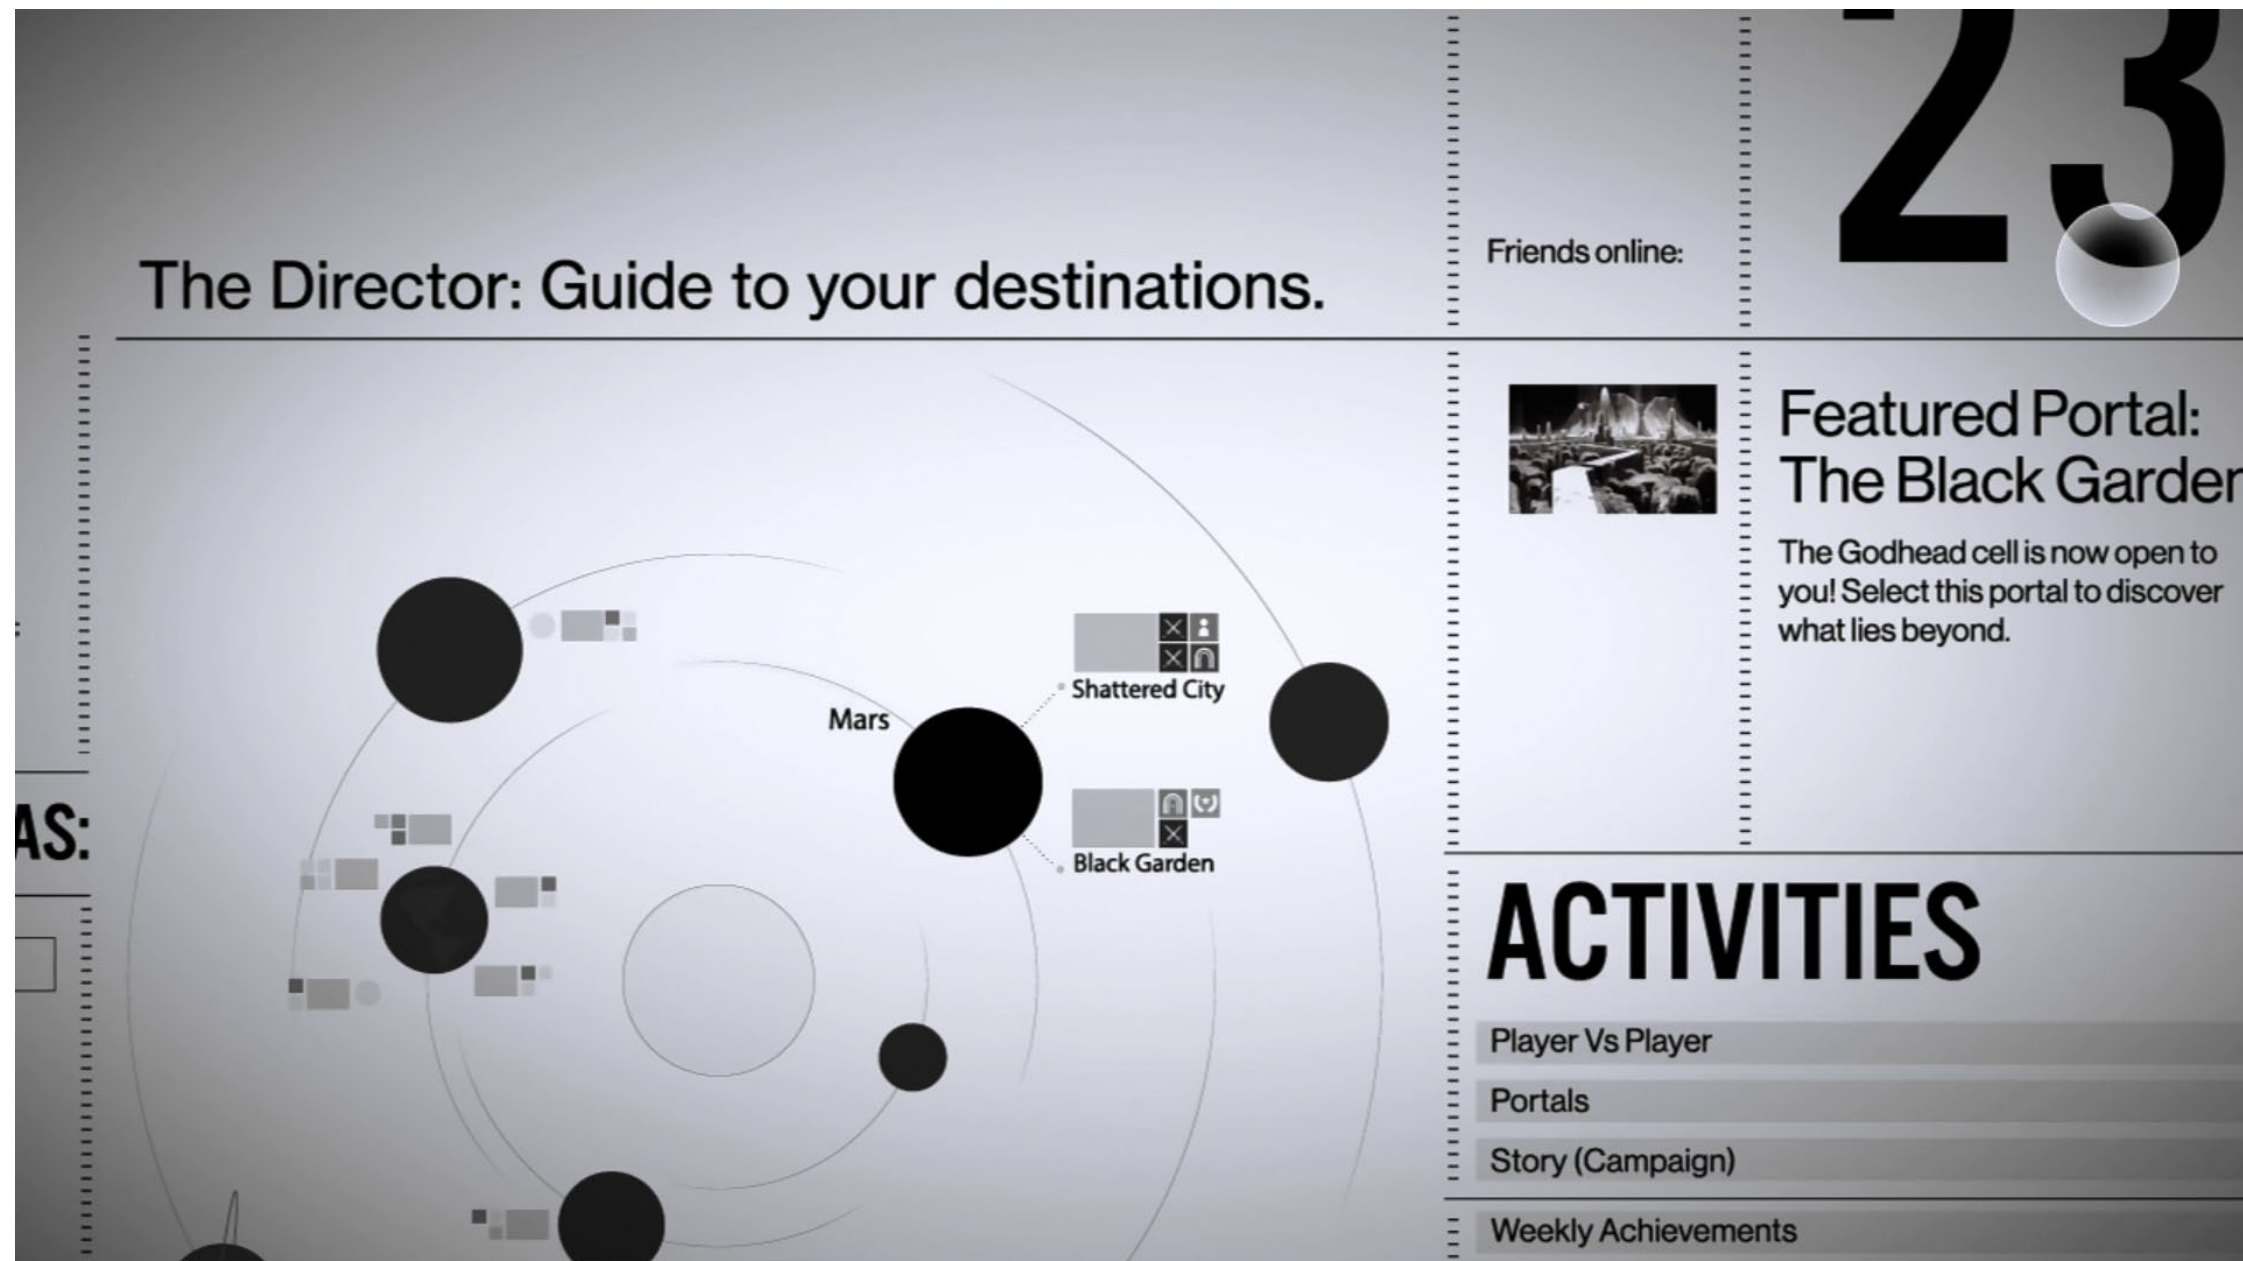 23
Friends online:
The Director: Guide to your destinations.
Featured Portal:
The Black Garden
The Godhead cell is now open to
you! Select this portal to discover
what lies beyond.
Shattered City
Mars
Black Garden
AS:
ACTIVITIES
Player Vs Player
Portals
Story (Campaign)
Weekly Achievements